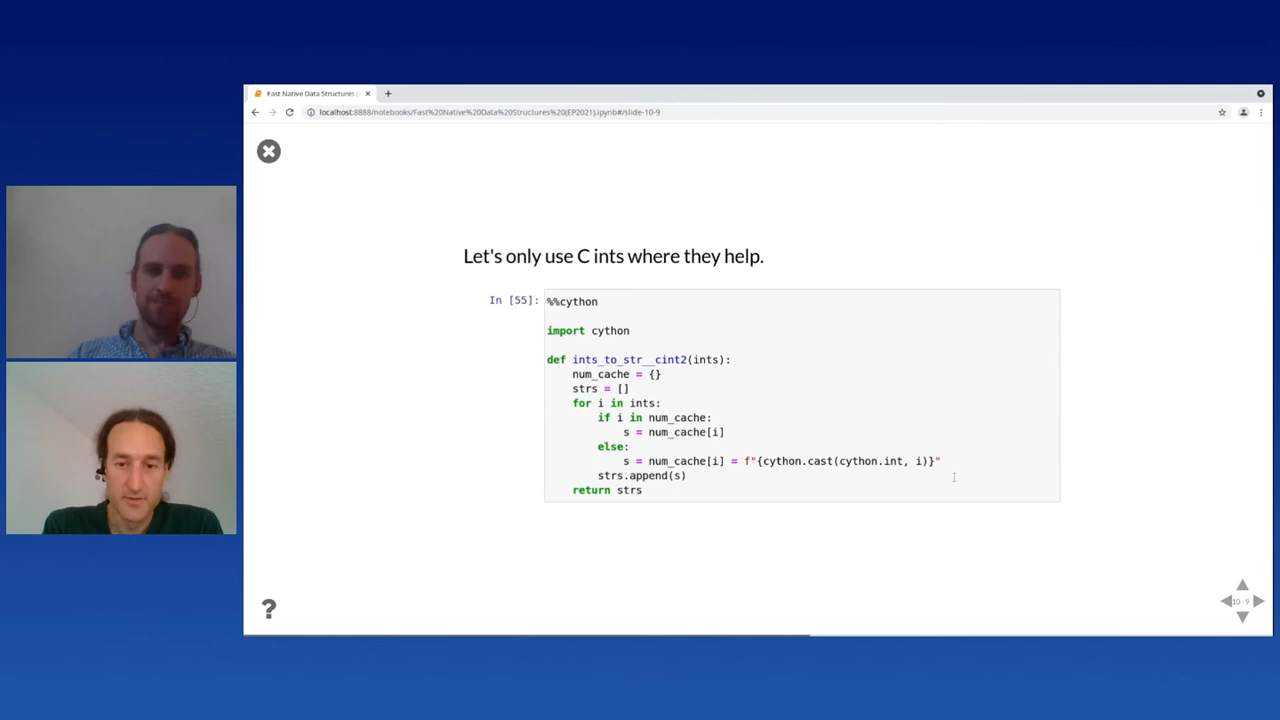 Fast Native Data Structures (
localhost:8888/notebooks/Fast%20Native%20Data%20Structures%20(EP2021).ipynb#/slide-10-9
Let's only use C ints where they help.
In [55]:
%%cython
import cython
def ints_to_str__cint2(ints):
    num_cache = {}
    strs = []
    for i in ints:
        if i in num_cache:
            s = num_cache[i]
        else:
            s = num_cache[i] = f"{cython.cast(cython.int, i)}"
        strs.append(s)
    return strs
?
10 - 9